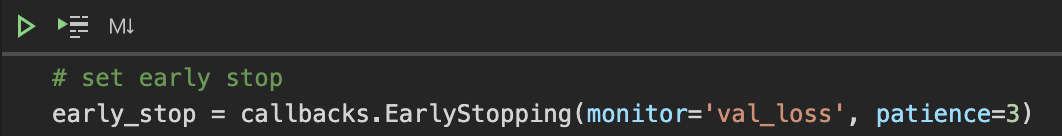 M↓
# set early stop
early_stop = callbacks.EarlyStopping(monitor='val_loss', patience=3)